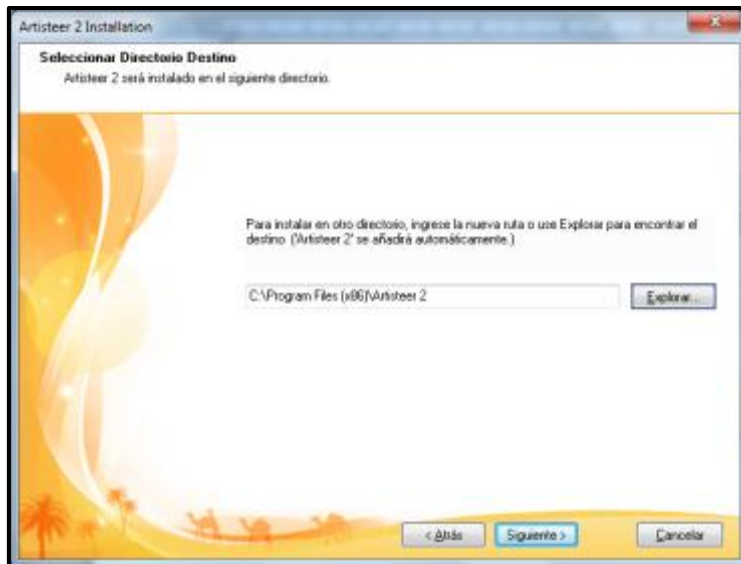 Artisteer 2 Installation
Seleccionar Directorio Destino
Artisteer 2 será instalado en el siguiente directorio.
Para instalar en otro directorio, ingrese la nueva ruta o use Explorar para encontrar el
destino. ('Artisteer 2' se añadirá automáticamente.)
C:\Program Files (x86)\Artisteer 2
Explorar...
< Atrás
Siguiente >
Cancelar